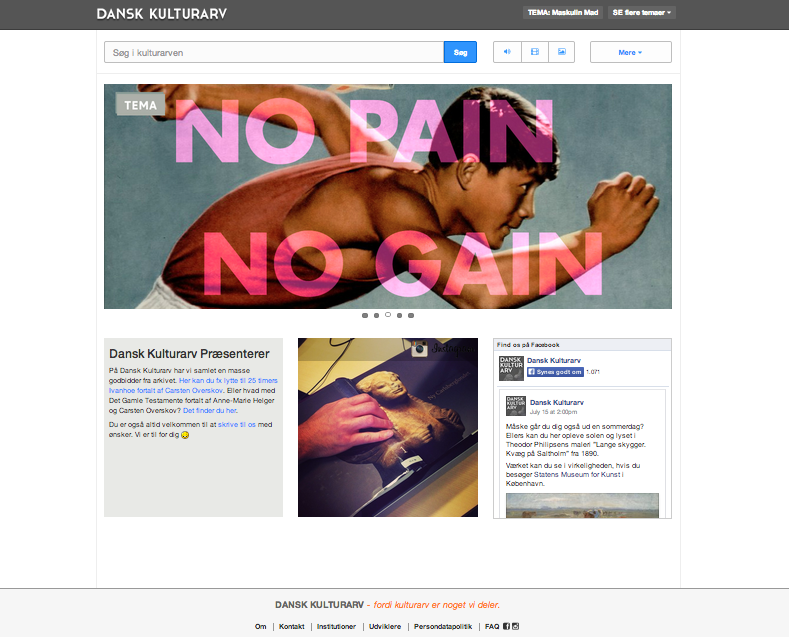 DANSK KULTURARV
TEMA: Maskulin Mad
SE flere temaer
Søg i kulturarven
Søg
Mere
TEMA
NO PAIN
NO GAIN
Dansk Kulturarv Præsenterer
På Dansk Kulturarv har vi samlet en masse
godbidder fra arkivet. Her kan du fx lytte til 25 timers
Ivanhoe fortalt af Carsten Overskov. Eller hvad med
Det Gamle Testamente fortalt af Anne-Marie Helger
og Carsten Overskov? Det finder du her.
Du er også altid velkommen til at skrive til os med
ønsker. Vi er til for dig
Find os på Facebook
DANSK
KULTUR
ARV
Dansk Kulturarv
Synes godt om
1,071
DANSK
KULTUR
ARV
Dansk Kulturarv
July 15 at 2:00pm
Måske går du dig også ud en sommerdag?
Ellers kan du her opleve solen og lyset i
Theodor Philipsens maleri "Lange skygger.
Kvæg på Saltholm" fra 1890.
Værket kan du se i virkeligheden, hvis du
besøger Statens Museum for Kunst i
København.
DANSK KULTURARV - fordi kulturarv er noget vi deler.
Om | Kontakt | Institutioner | Udviklere | Persondatapolitik | FAQ